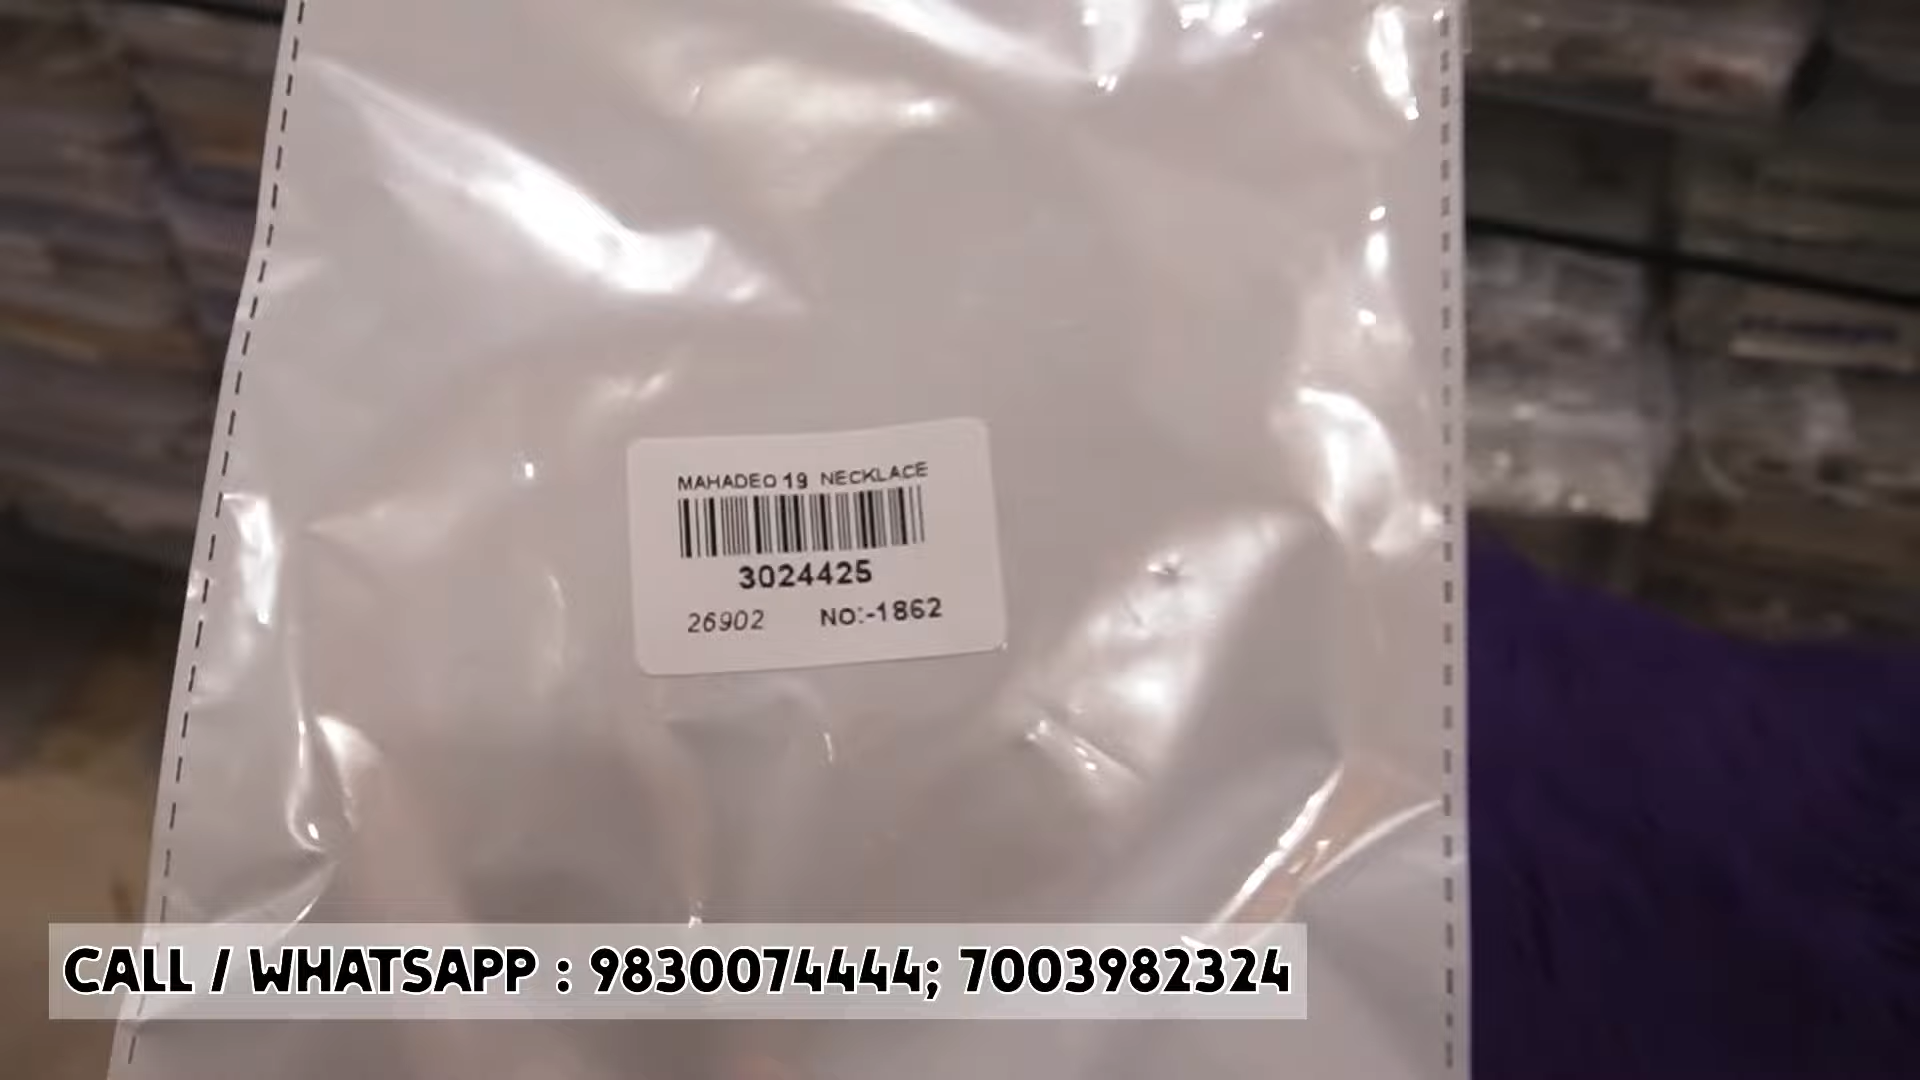 MAHADEO 19 NECKLACE
3024425
26902 NO:-1862
CALL / WHATSAPP : 9830074444; 7003982324